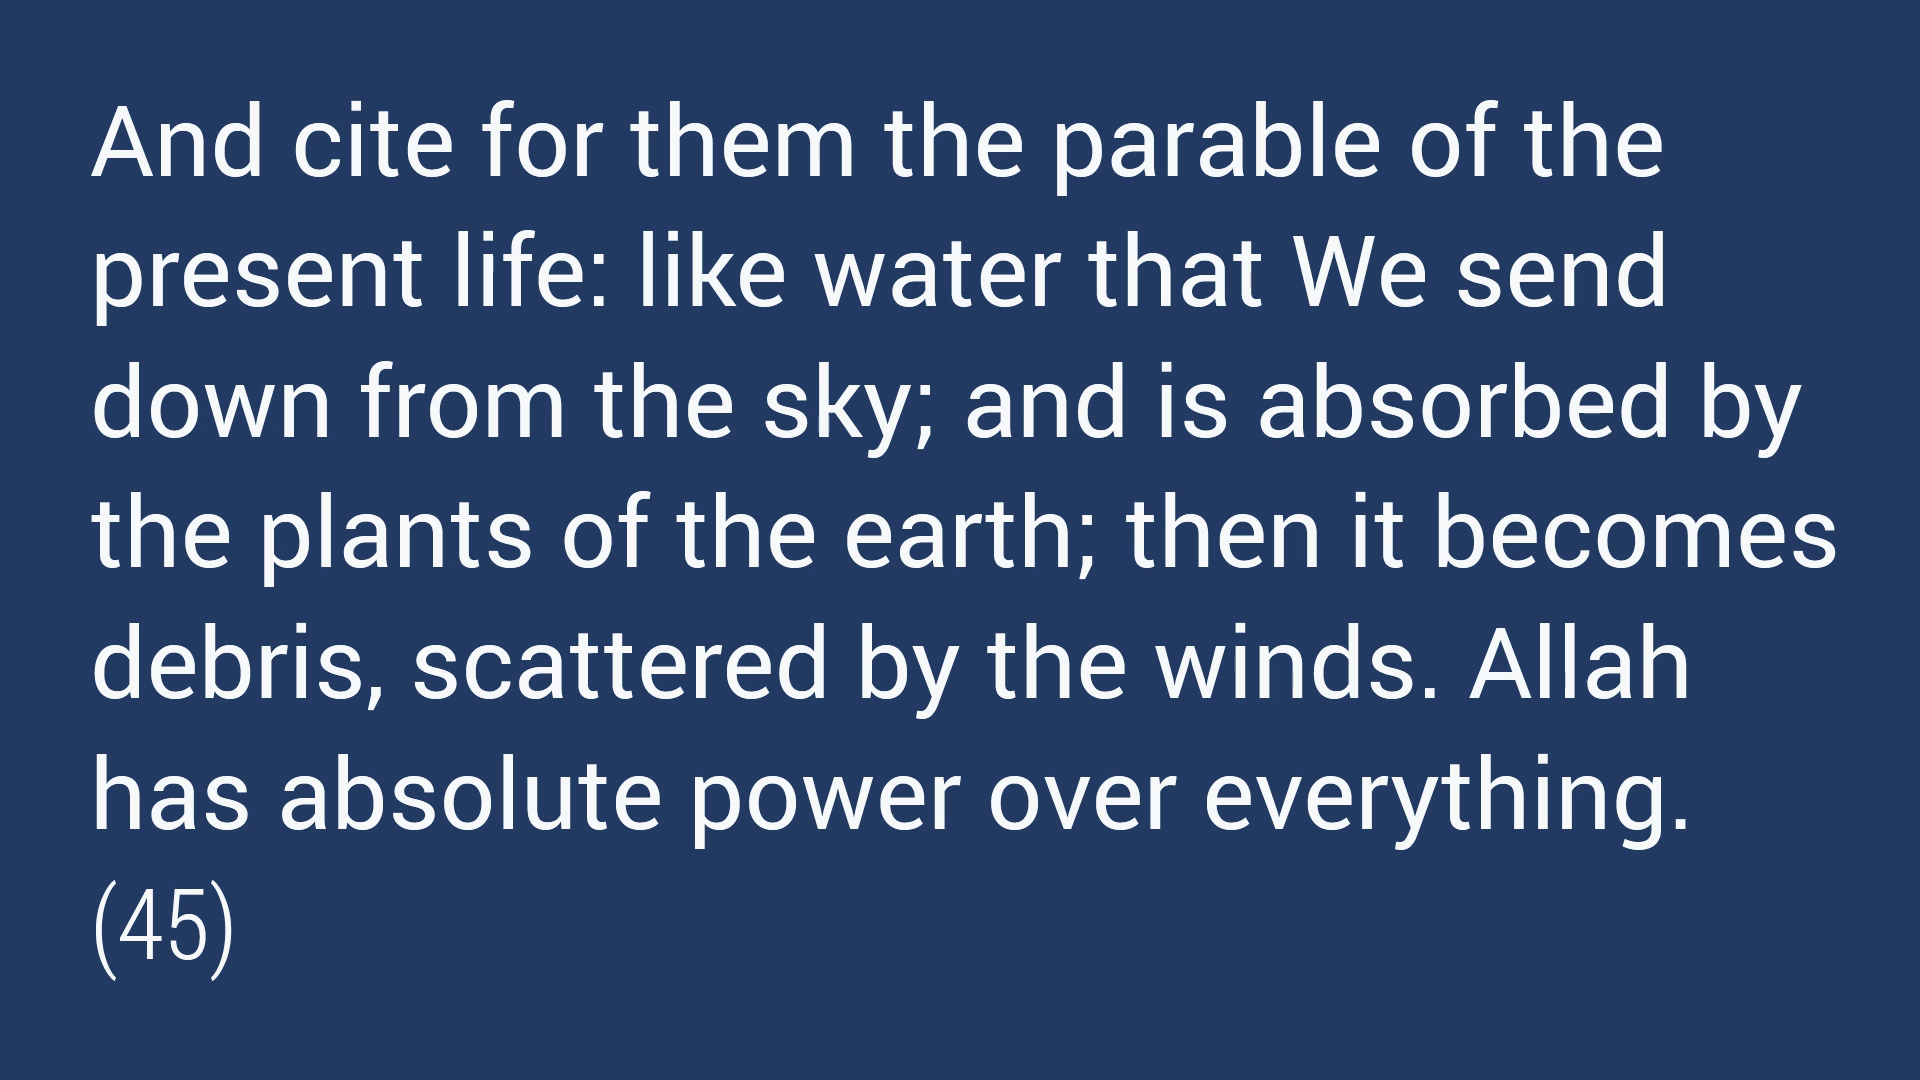 And cite for them the parable of the
present life: like water that We send
down from the sky; and is absorbed by
the plants of the earth; then it becomes
debris, scattered by the winds. Allah
has absolute power over everything.
(45)